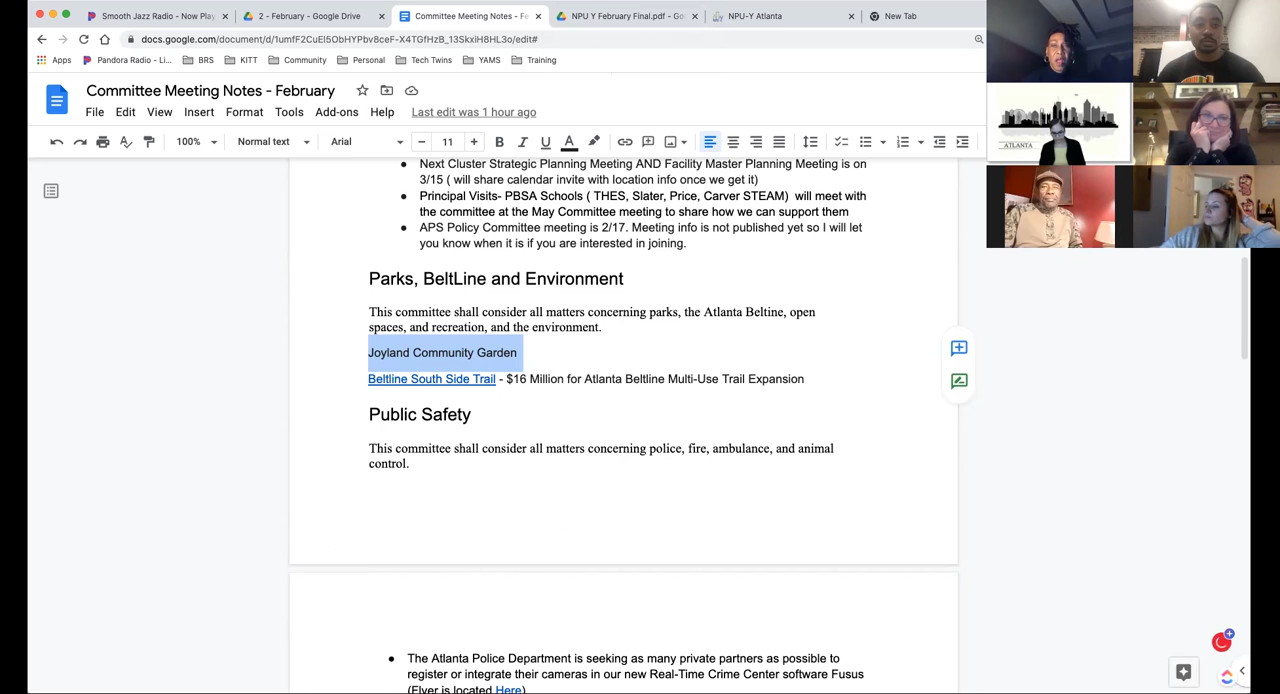 Smooth Jazz Radio - Now Play
2 - February - Google Drive
Committee Meeting Notes - Fe
NPU Y February Final.pdf - Go
NPU-Y Atlanta
New Tab
docs.google.com/document/d/1umfF2CuEl5ObHYPbv8ceF-X4TGfHzB_13SkxiH8HL3o/edit#
Apps
Pandora Radio - Li...
BRS
KITT
Community
Personal
Tech Twins
YAMS
Training
Committee Meeting Notes - February
File Edit View Insert Format Tools Add-ons Help Last edit was 1 hour ago
100% Normal text Arial 11
Next Cluster Strategic Planning Meeting AND Facility Master Planning Meeting is on
3/15 ( will share calendar invite with location info once we get it)
Principal Visits- PBSA Schools ( THES, Slater, Price, Carver STEAM) will meet with
the committee at the May Committee meeting to share how we can support them
APS Policy Committee meeting is 2/17. Meeting info is not published yet so I will let
you know when it is if you are interested in joining.
Parks, BeltLine and Environment
This committee shall consider all matters concerning parks, the Atlanta Beltine, open
spaces, and recreation, and the environment.
Joyland Community Garden
Beltline South Side Trail - $16 Million for Atlanta Beltline Multi-Use Trail Expansion
Public Safety
This committee shall consider all matters concerning police, fire, ambulance, and animal
control.
The Atlanta Police Department is seeking as many private partners as possible to
register or integrate their cameras in our new Real-Time Crime Center software Fusus
(Flyer is located Here)
ATLANTA